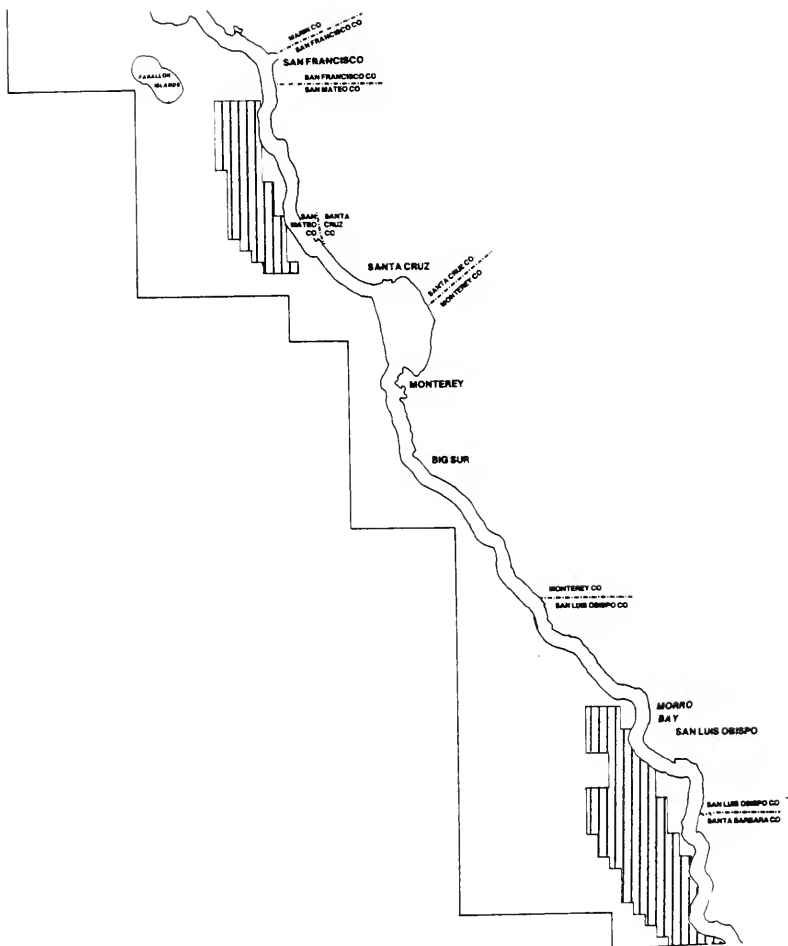 MARIN CO
SAN FRANCISCO CO
SAN FRANCISCO
SAN FRANCISCO CO
SAN MATEO CO
FARALLON
ISLANDS
SAN
MATEO
CO
SANTA
CRUZ
CO
SANTA CRUZ
SANTA CRUZ CO
MONTEREY CO
MONTEREY
BIG SUR
MONTEREY CO
SAN LUIS OBISPO CO
MORRO
BAY
SAN LUIS OBISPO
SAN LUIS OBISPO CO
SANTA BARBARA CO